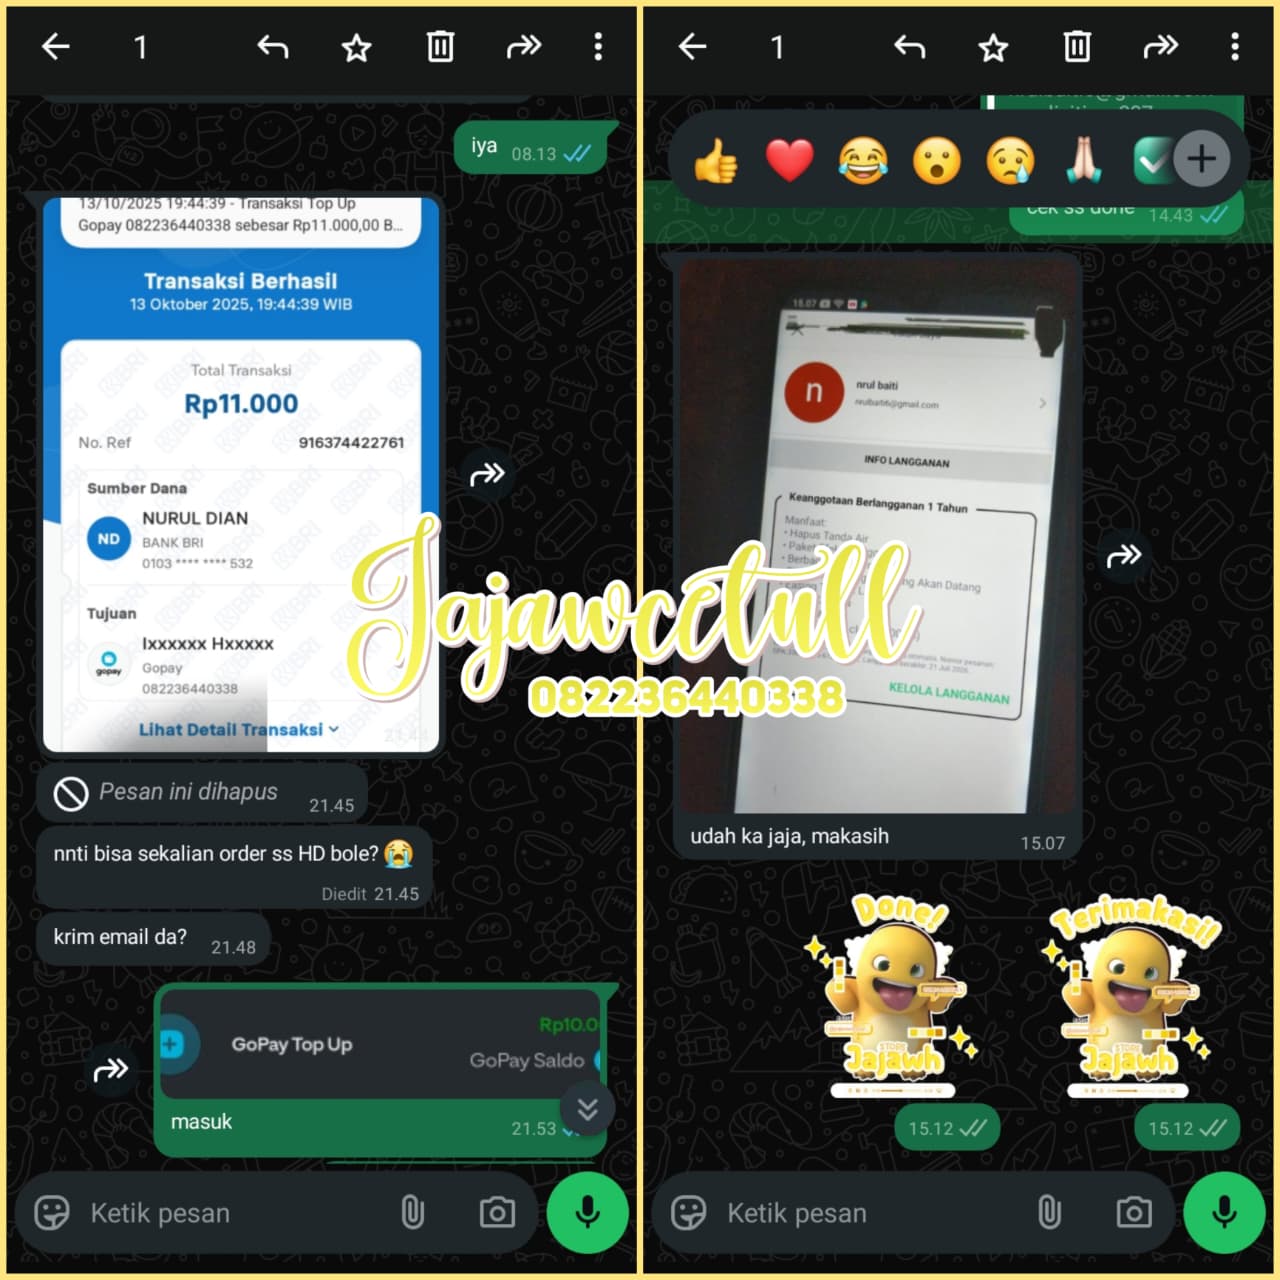 1
iya 08.13
13/10/2025 19:44:39 - Transaksi Top Up
Gopay 082236440338 sebesar Rp11.000,00 B...
Transaksi Berhasil
13 Oktober 2025, 19:44:39 WIB
Total Transaksi
Rp11.000
No. Ref 916374422761
Sumber Dana
ND
NURUL DIAN
BANK BRI
0103 **** **** 532
Tujuan
gopay
Ixxxxxx Hxxxxx
Gopay
082236440338
Lihat Detail Transaksi
21.44
Pesan ini dihapus 21.45
nnti bisa sekalian order ss HD bole?
Diedit 21.45
krim email da? 21.48
GoPay Top Up
Rp10.0
GoPay Saldo
masuk 21.53
Ketik pesan
Jajawcetull
082236440338
1
cek ss done 14.43
15.07
n
nrul baiti
nrulbaiti6@gmail.com
INFO LANGGANAN
Keanggotaan Berlangganan 1 Tahun
Manfaat:
• Hapus Tanda Air
• Paket
Akan Datang
KELOLA LANGGANAN
udah ka jaja, makasih 15.07
Done!
STORE
Jajawh
15.12
Terimakasi!
STORE
Jajawh
15.12
Ketik pesan